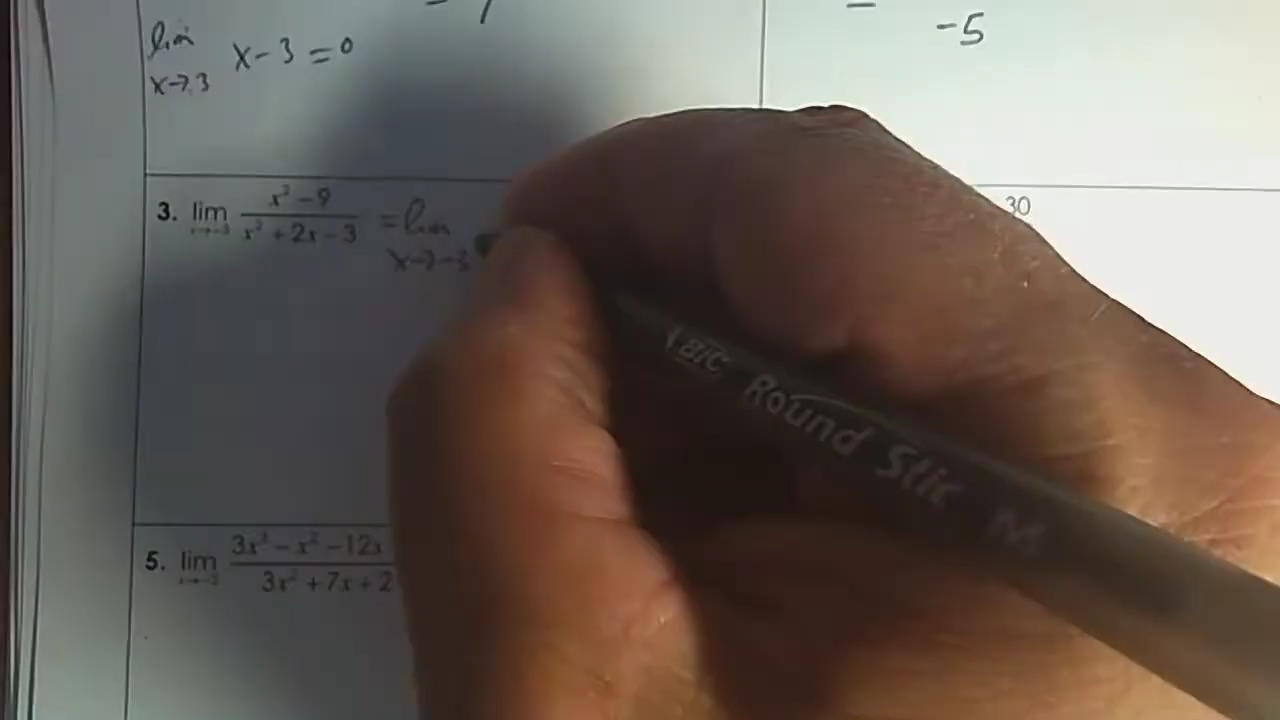 -5
lim x-3 = 0
x→3
3. lim x² - 9 / x² + 2x - 3 = lim
x→-3 x→-3
30
BIC Round Stic M
5. lim 3x³ - x² - 12x
3x² + 7x + 2